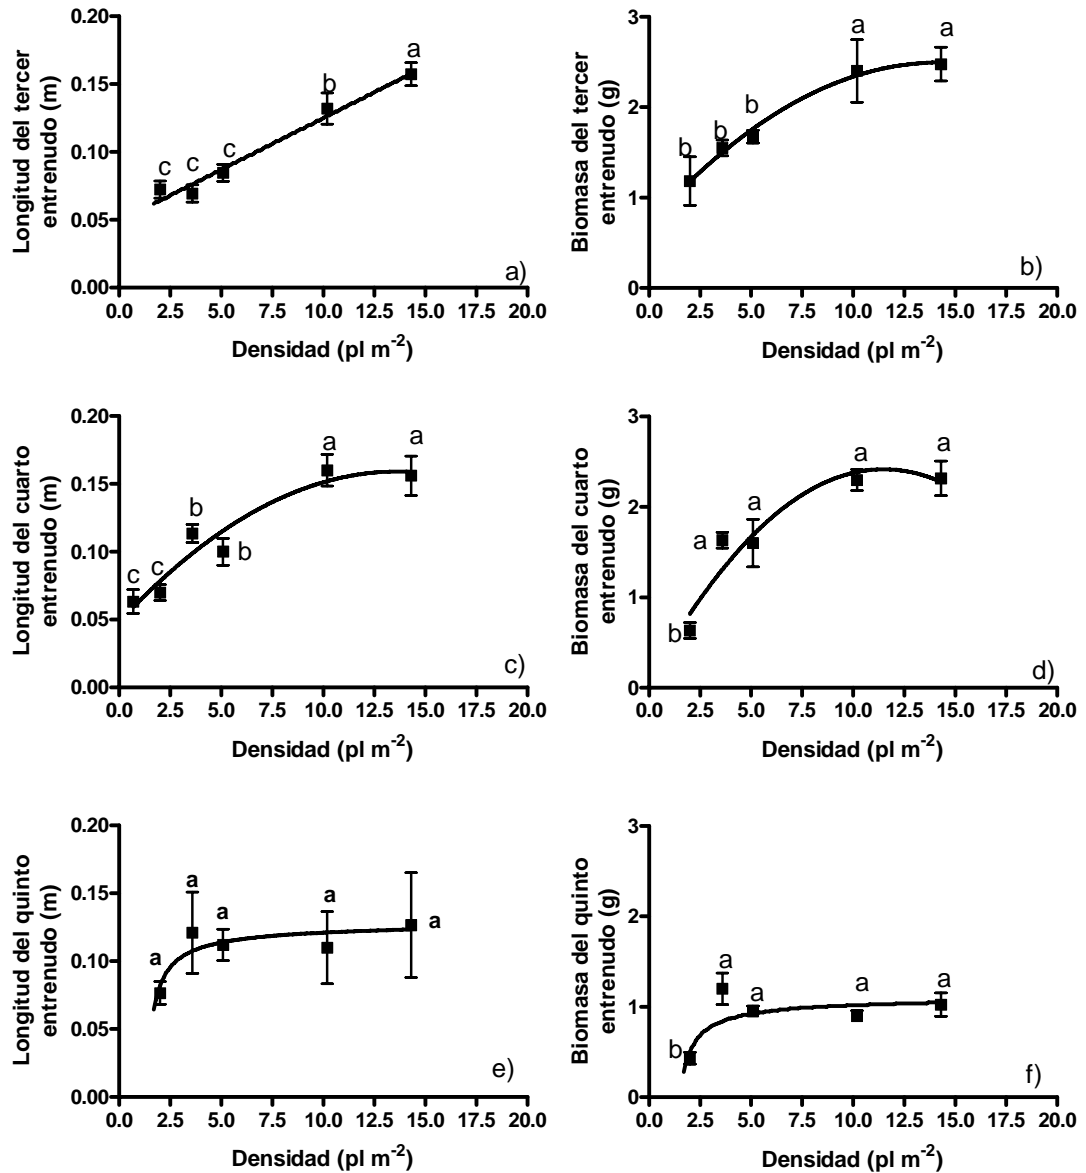 0.20
0.15
0.10
0.05
0.00
Longitud del tercer
entrenudo (m)
c
c
c
b
a
a)
0.0 2.5 5.0 7.5 10.0 12.5 15.0 17.5 20.0
Densidad (pl m⁻²)
3
2
1
0
Biomasa del tercer
entrenudo (g)
b
b
b
a
a
b)
0.0 2.5 5.0 7.5 10.0 12.5 15.0 17.5 20.0
Densidad (pl m⁻²)
0.20
0.15
0.10
0.05
0.00
Longitud del cuarto
entrenudo (m)
c
c
b
b
a
a
c)
0.0 2.5 5.0 7.5 10.0 12.5 15.0 17.5 20.0
Densidad (pl m⁻²)
3
2
1
0
Biomasa del cuarto
entrenudo (g)
b
a
a
a
a
d)
0.0 2.5 5.0 7.5 10.0 12.5 15.0 17.5 20.0
Densidad (pl m⁻²)
0.20
0.15
0.10
0.05
0.00
Longitud del quinto
entrenudo (m)
a
a
a
a
a
e)
0.0 2.5 5.0 7.5 10.0 12.5 15.0 17.5 20.0
Densidad (pl m⁻²)
3
2
1
0
Biomasa del quinto
entrenudo (g)
b
a
a
a
a
f)
0.0 2.5 5.0 7.5 10.0 12.5 15.0 17.5 20.0
Densidad (pl m⁻²)